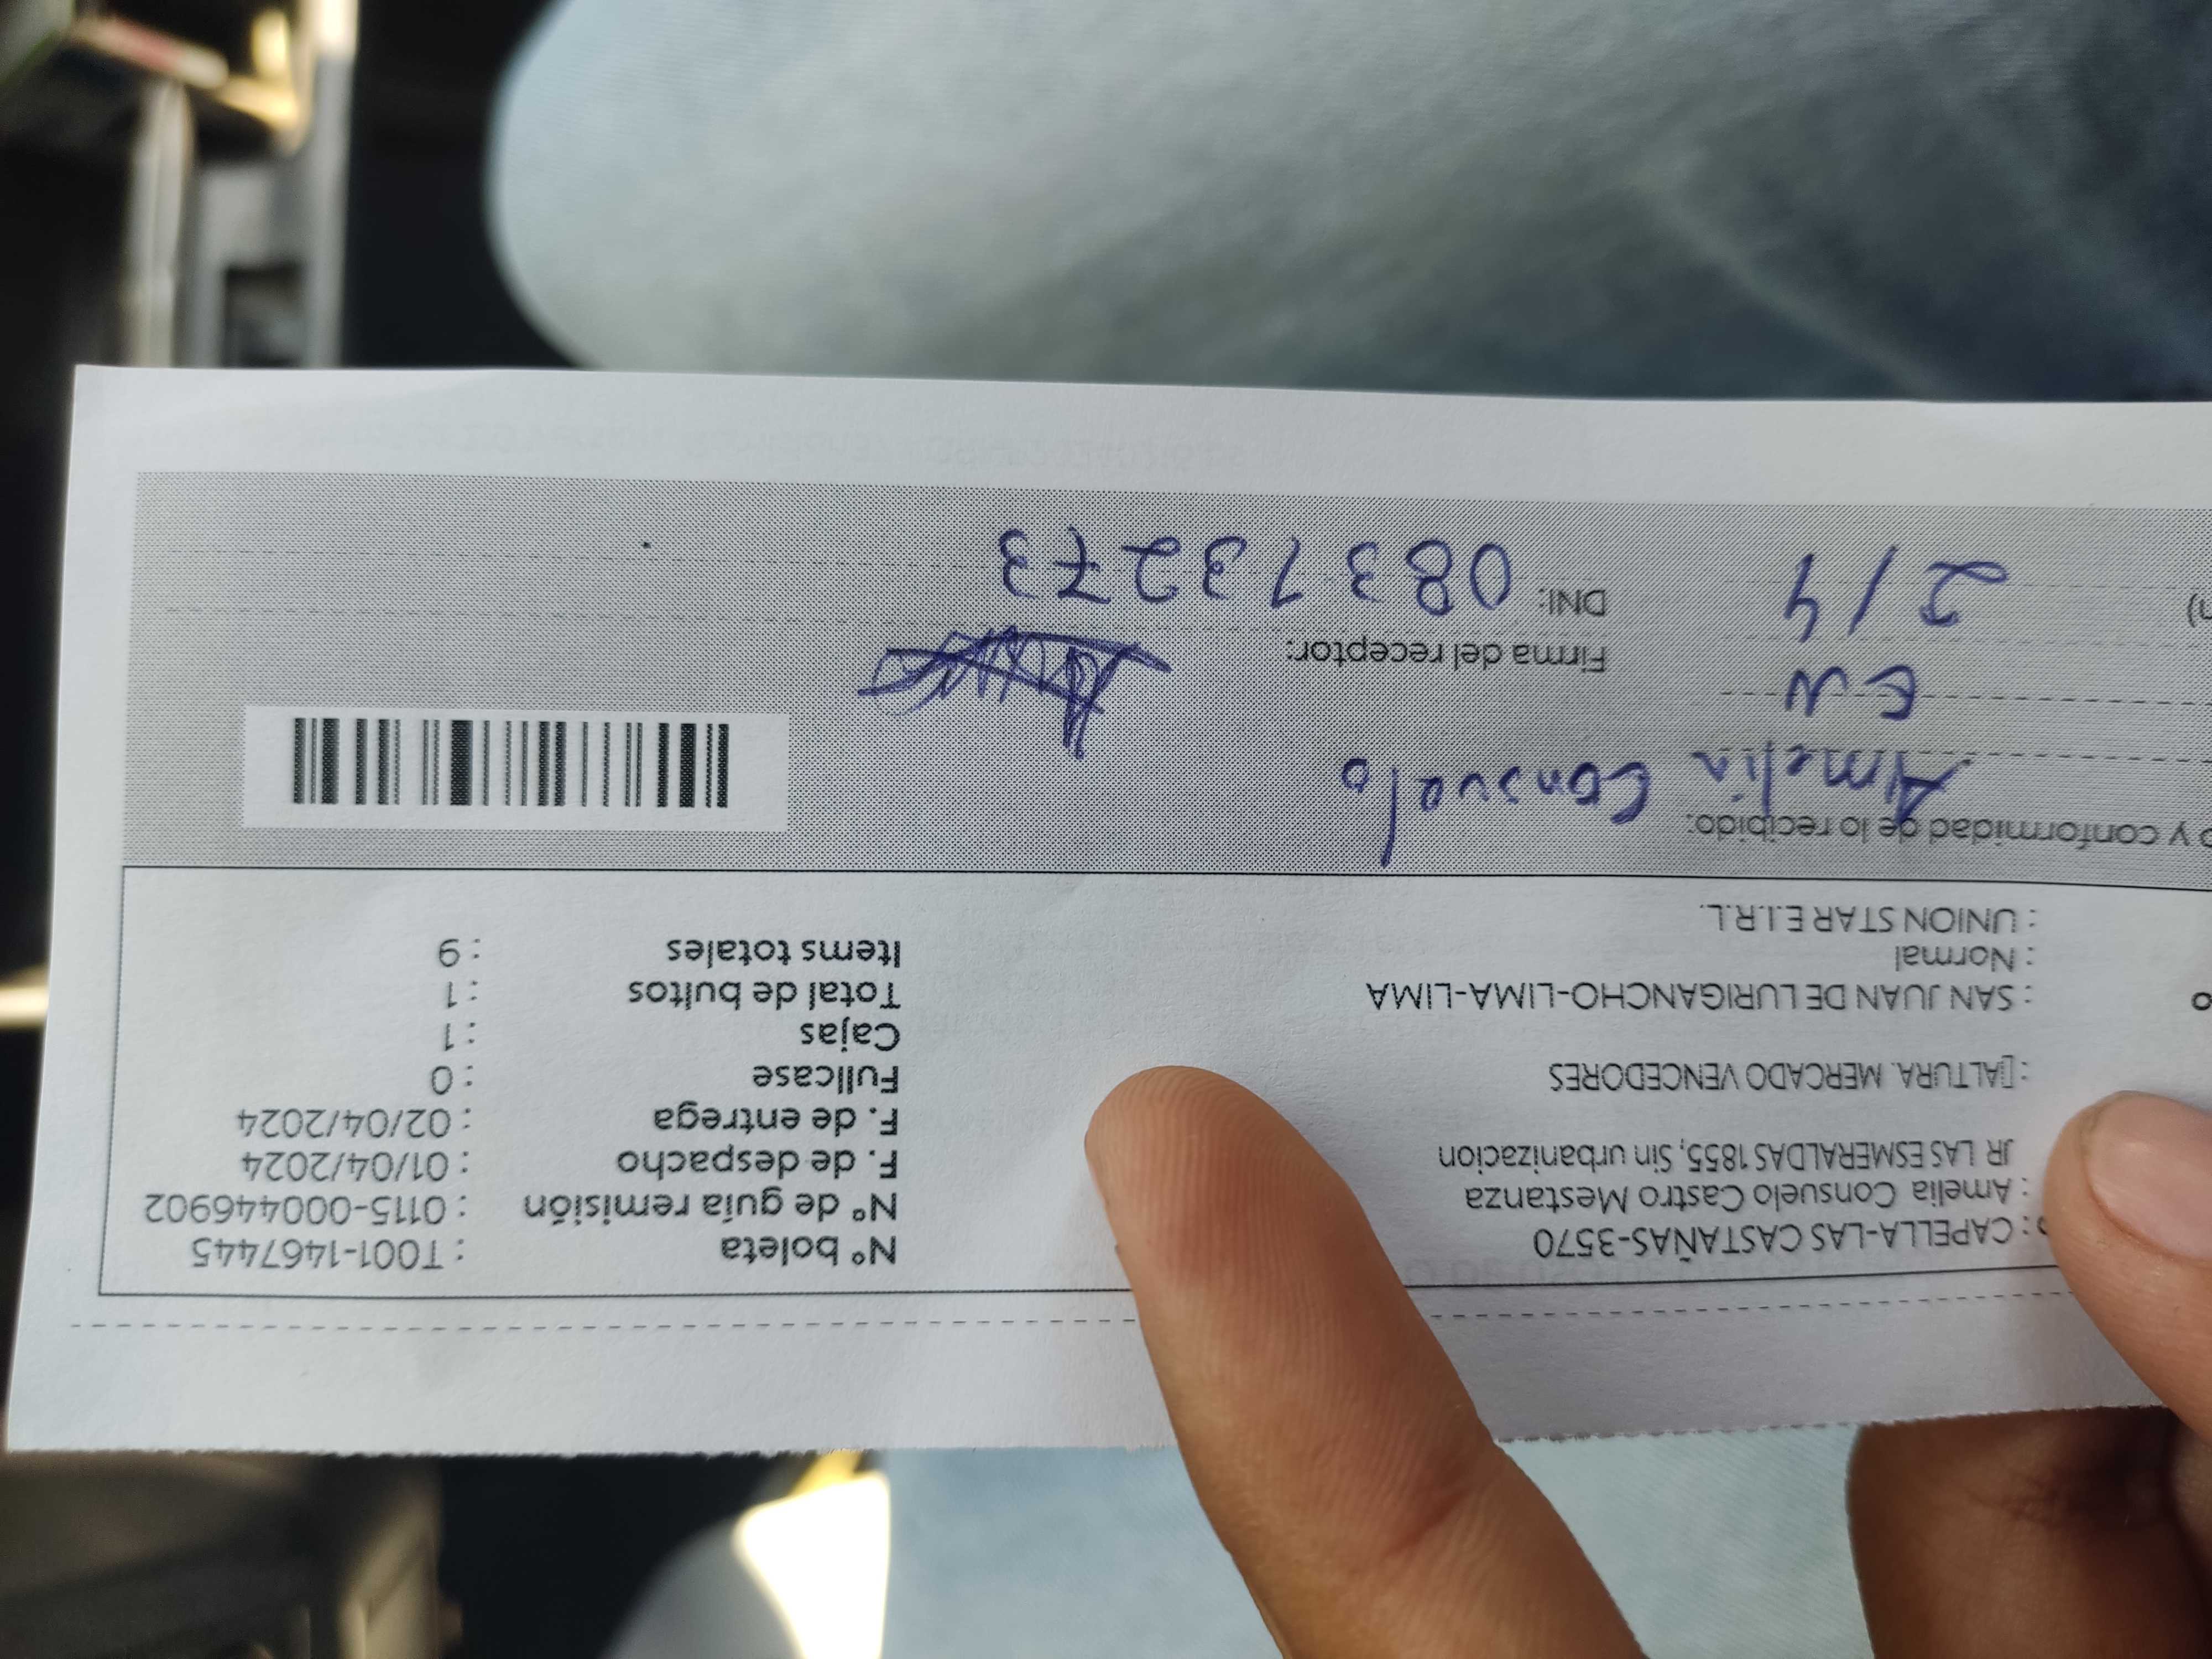 : CAPELLA-LAS CASTAÑAS-3570
: Amelia Consuelo Castro Mestanza
JR LAS ESMERALDAS 1855, Sin urbanizacion
: []ALTURA. MERCADO VENCEDORES
: SAN JUAN DE LURIGANCHO-LIMA-LIMA
: Normal
: UNION STAR E.I.R.L.
N° boleta : T001-1467445
N° de guía remisión : 0115-000446902
F. de despacho : 01/04/2024
F. de entrega : 02/04/2024
Fullcase : 0
Cajas : 1
Total de bultos : 1
Items totales : 9
y conformidad de lo recibido:
Amelia Consuelo
2/4
Firma del receptor:
DNI: 08373273